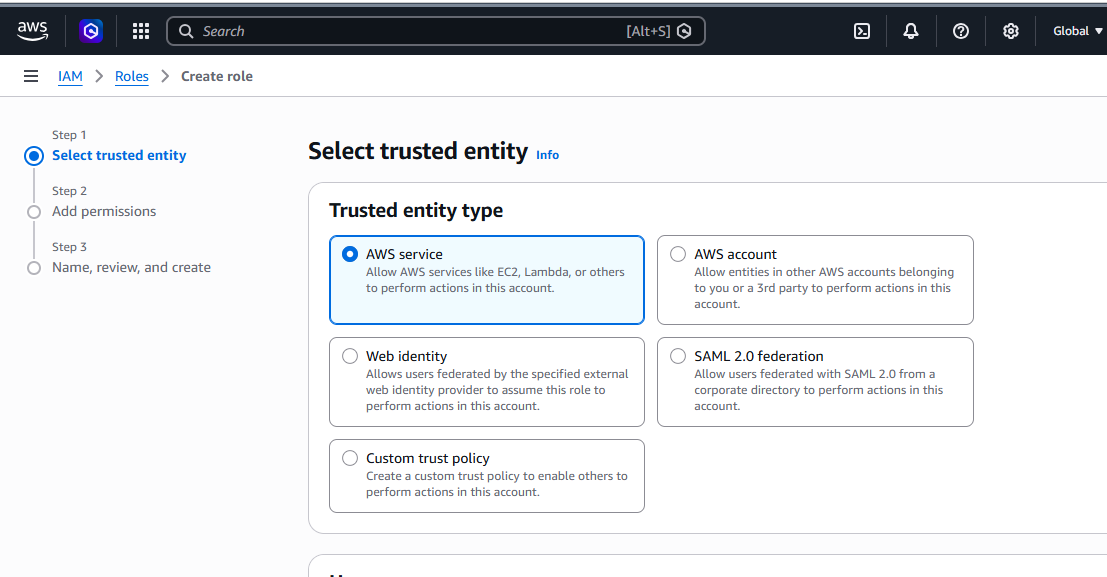 aws
Search
[Alt+S]
Global
IAM
Roles
Create role
Step 1
Select trusted entity
Step 2
Add permissions
Step 3
Name, review, and create
Select trusted entity Info
Trusted entity type
AWS service
Allow AWS services like EC2, Lambda, or others
to perform actions in this account.
AWS account
Allow entities in other AWS accounts belonging
to you or a 3rd party to perform actions in this
account.
Web identity
Allows users federated by the specified external
web identity provider to assume this role to
perform actions in this account.
SAML 2.0 federation
Allow users federated with SAML 2.0 from a
corporate directory to perform actions in this
account.
Custom trust policy
Create a custom trust policy to enable others to
perform actions in this account.